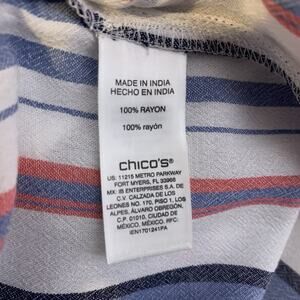 MADE IN INDIA
HECHO EN INDIA
100% RAYON
100% rayón
chico's®
US: 11215 METRO PARKWAY
FORT MYERS, FL 33966
MX: IB ENTERPRISES S.A. DE
C.V. CALZADA DE LOS
LEONES NO. 170, PISO 1, LOS
ALPES, ÁLVARO OBREGÓN,
C.P. 01010, CIUDAD DE
MÉXICO, MÉXICO. RFC:
IEN1701241PA